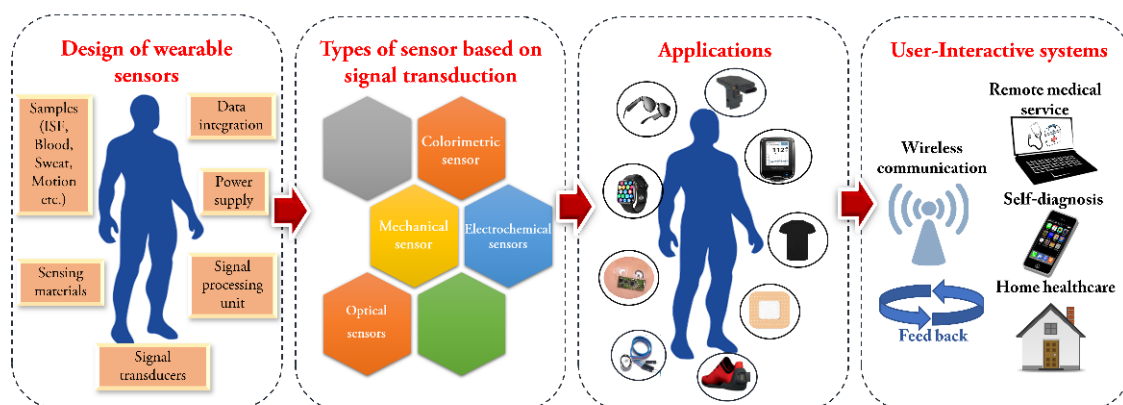 Design of wearable
sensors
Samples
(ISF,
Blood,
Sweat,
Motion
etc.)
Data
integration
Power
supply
Sensing
materials
Signal
processing
unit
Signal
transducers
Types of sensor based on
signal transduction
Colorimetric
sensor
Mechanical
sensor
Electrochemical
sensors
Optical
sensors
Applications
112
User-Interactive systems
Remote medical
service
Wireless
communication
Self-diagnosis
Home healthcare
Feed back